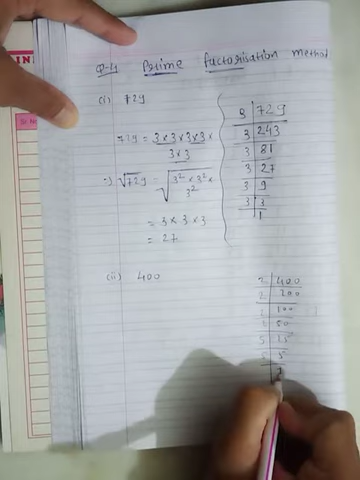 Q-4 Prime factorisation method
(i) 729
729 = 3 × 3 × 3 × 3 ×
3 × 3
3 | 729
3 | 243
3 | 81
3 | 27
3 | 9
3 | 3
1
√729 = √3² × 3² ×
3²
= 3 × 3 × 3
= 27
(ii) 400
2 | 400
2 | 200
2 | 100
2 | 50
5 | 25
5 | 5